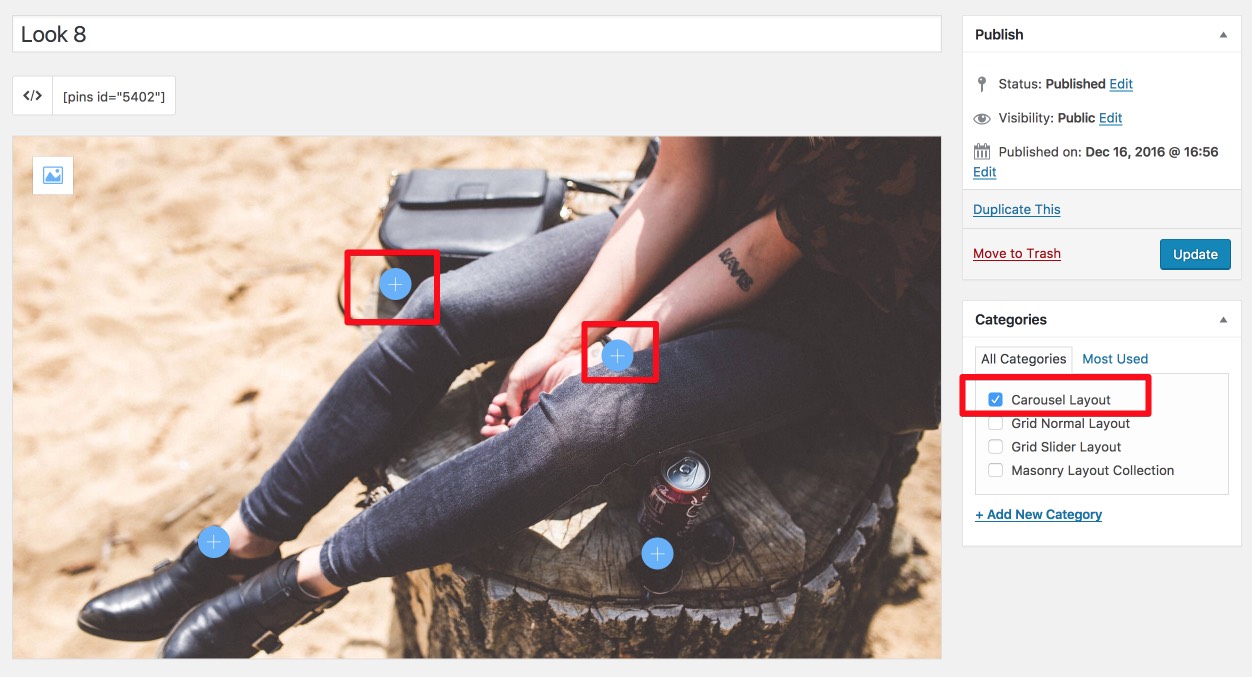 Look 8
</> [pins id="5402"]
Publish
Status: Published Edit
Visibility: Public Edit
Published on: Dec 16, 2016 @ 16:56
Edit
Duplicate This
Move to Trash Update
Categories
All Categories Most Used
Carousel Layout
Grid Normal Layout
Grid Slider Layout
Masonry Layout Collection
+ Add New Category